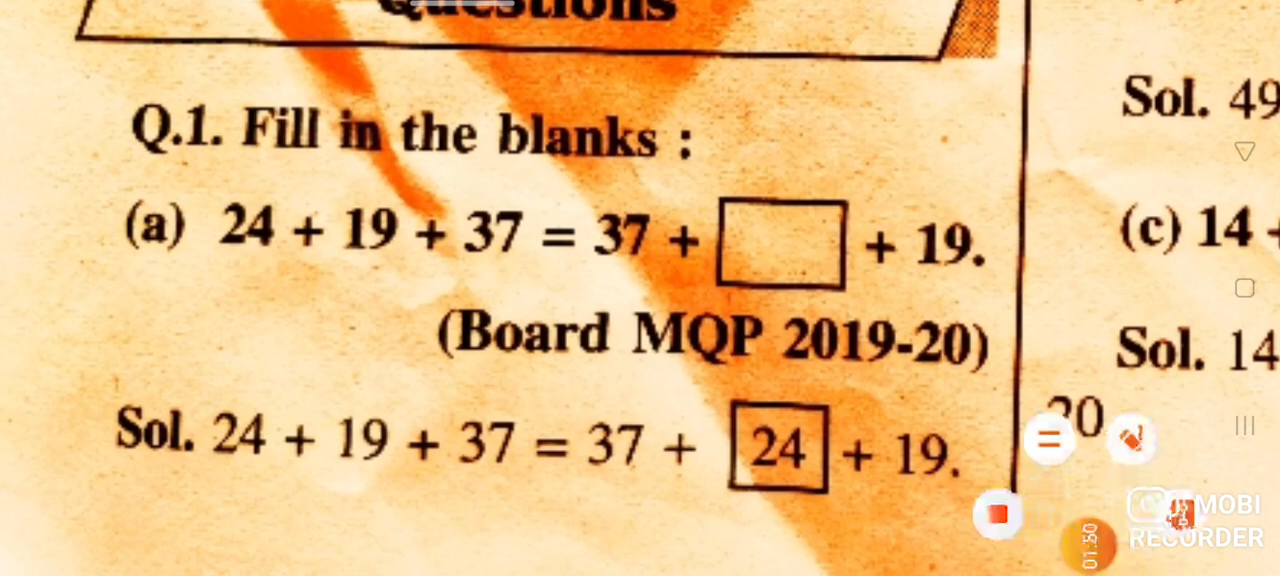 Questions
Q.1. Fill in the blanks :
(a) 24 + 19 + 37 = 37 + + 19.
(Board MQP 2019-20)
Sol. 24 + 19 + 37 = 37 + 24 + 19.
Sol. 49
(c) 14
Sol. 14
20
MOBI
RECORDER
01:50